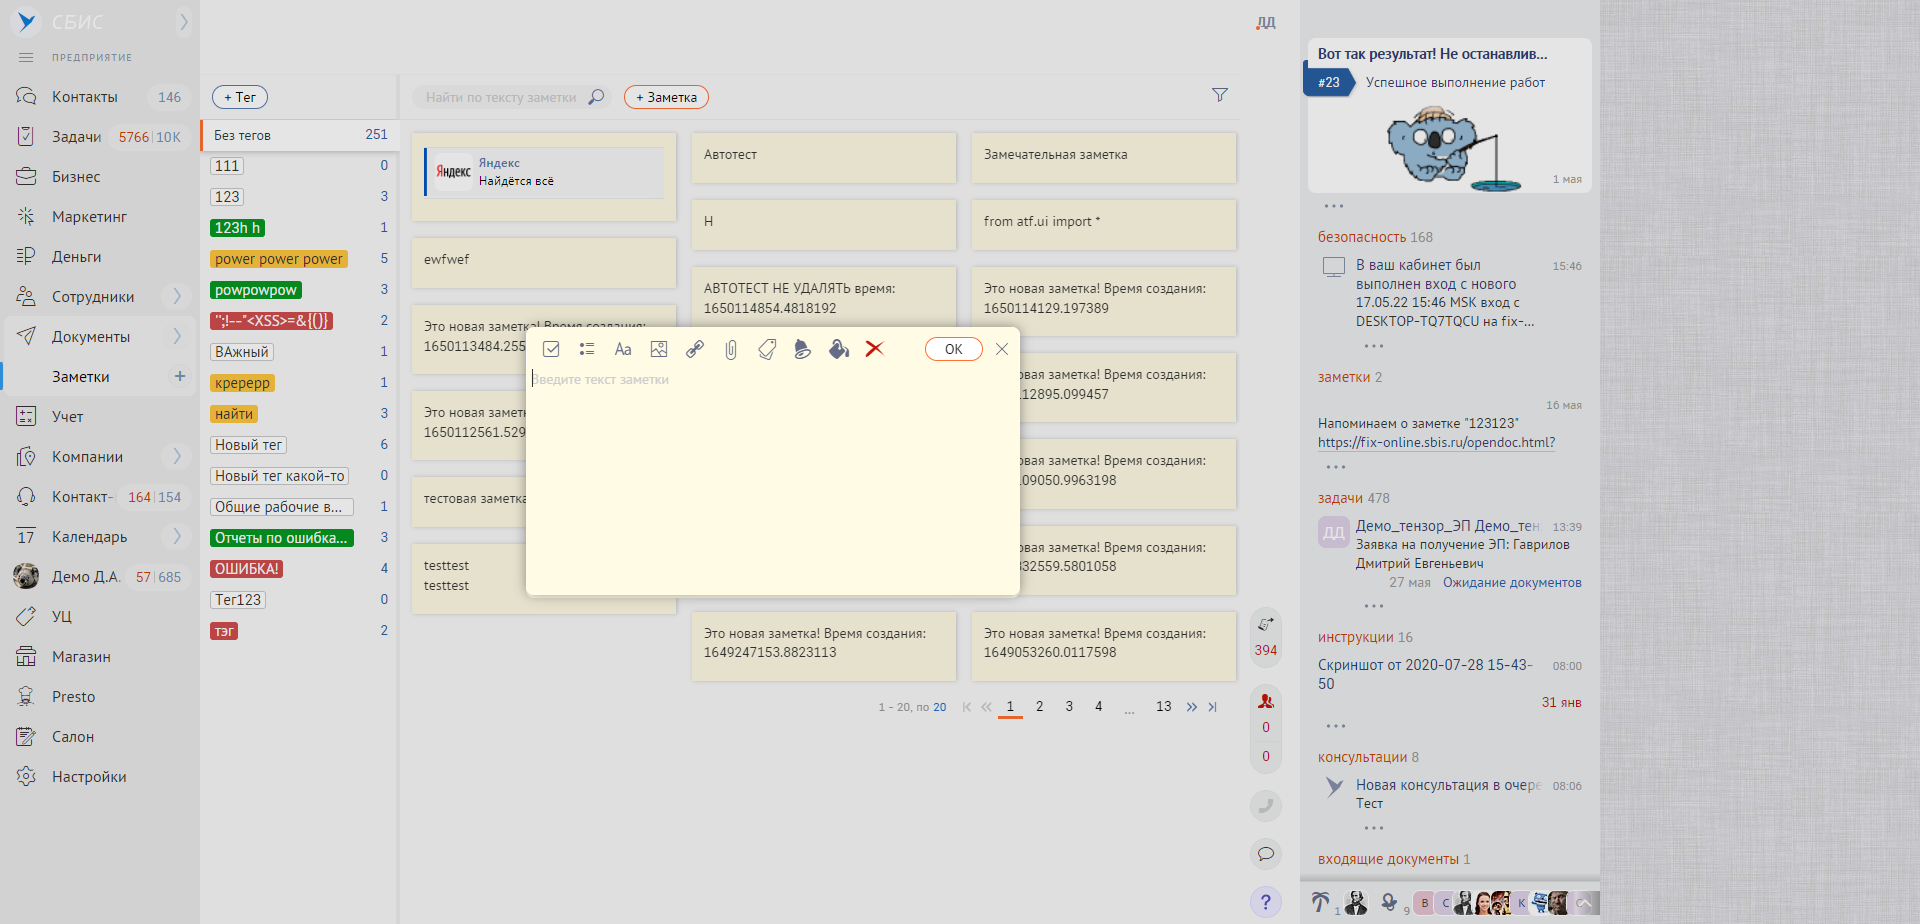 СБИС
ПРЕДПРИЯТИЕ
Контакты 146
Задачи 5766 10К
Бизнес
Маркетинг
Деньги
Сотрудники
Документы
Заметки +
Учет
Компании
Контакт- 164 154
17 Календарь
Демо Д.А. 57 685
УЦ
Магазин
Presto
Салон
Настройки
+ Тег
Без тегов 251
111 0
123 3
123h h 1
power power power 5
powpowpow 3
'';!--"<XSS>=&{()} 2
ВАжный 1
кререрр 1
найти 3
Новый тег 6
Новый тег какой-то 0
Общие рабочие в... 1
Отчеты по ошибка... 3
ОШИБКА! 4
Тег123 0
тэг 2
Найти по тексту заметки
+ Заметка
Яндекс
Яндекс
Найдётся всё
ewfwef
Это новая заметка! Время создания:
1650113484.255
Это новая заметк
1650112561.529
тестовая заметка
testtest
testtest
Автотест
Н
АВТОТЕСТ НЕ УДАЛЯТЬ время:
1650114854.4818192
Это новая заметка! Время создания:
1649247153.8823113
Замечательная заметка
from atf.ui import *
Это новая заметка! Время создания:
1650114129.197389
овая заметка! Время создания:
12895.099457
овая заметка! Время создания:
09050.9963198
овая заметка! Время создания:
332559.5801058
Это новая заметка! Время создания:
1649053260.0117598
Aa
OK
Введите текст заметки
1 - 20, по 20
1 2 3 4 ... 13
ДД
394
0
0
?
Вот так результат! Не останавлив...
#23 Успешное выполнение работ
1 мая
безопасность 168
В ваш кабинет был 15:46
выполнен вход с нового
17.05.22 15:46 MSK вход с
DESKTOP-TQ7TQCU на fix-...
заметки 2
16 мая
Напоминаем о заметке "123123"
https://fix-online.sbis.ru/opendoc.html?
задачи 478
ДД
Демо_тензор_ЭП Демо_тен 13:39
Заявка на получение ЭП: Гаврилов
Дмитрий Евгеньевич
27 мая Ожидание документов
инструкции 16
Скриншот от 2020-07-28 15-43- 08:00
50
31 янв
консультации 8
Новая консультация в очере 08:06
Тест
входящие документы 1
1 9 В С К